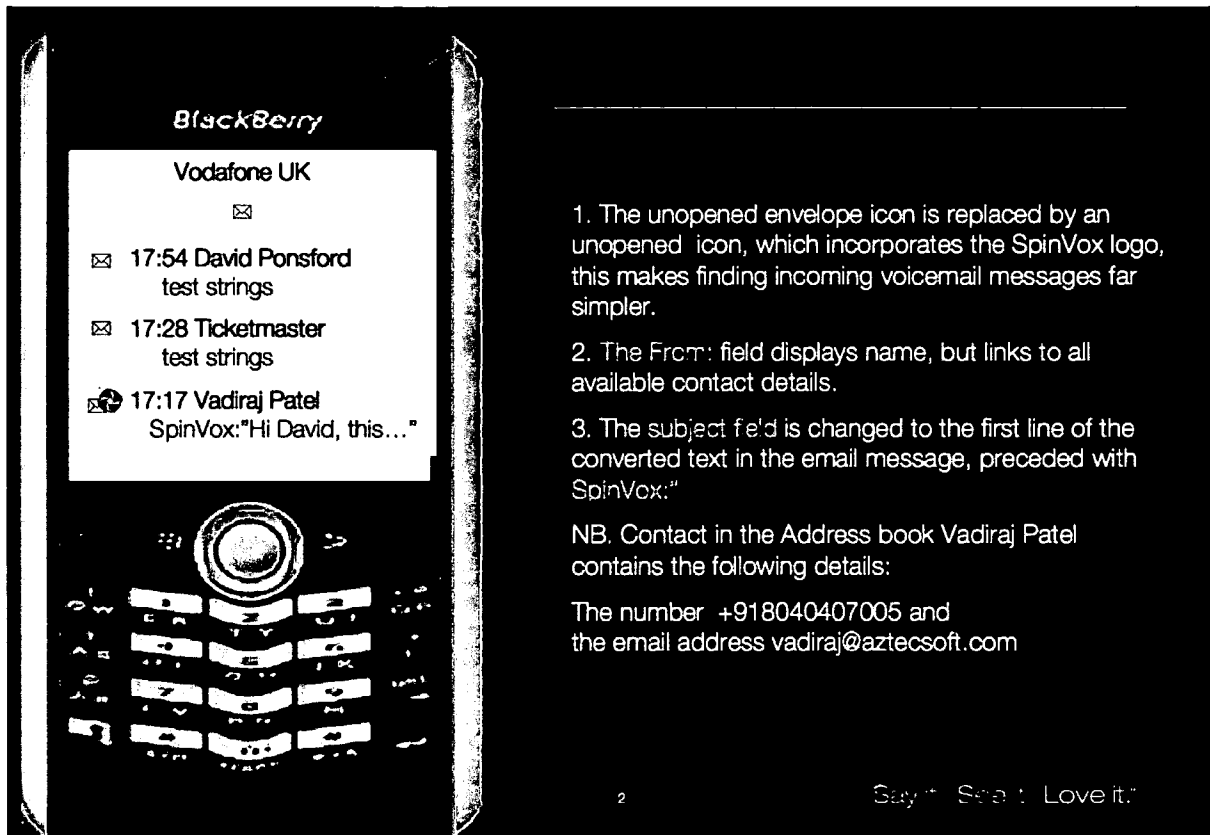 BlackBerry
Vodafone UK
17:54 David Ponsford
test strings
17:28 Ticketmaster
test strings
17:17 Vadiraj Patel
SpinVox:"Hi David, this..."
1. The unopened envelope icon is replaced by an
unopened icon, which incorporates the SpinVox logo,
this makes finding incoming voicemail messages far
simpler.
2. The From: field displays name, but links to all
available contact details.
3. The subject field is changed to the first line of the
converted text in the email message, preceded with
SpinVox:"
NB. Contact in the Address book Vadiraj Patel
contains the following details:
The number +918040407005 and
the email address vadiraj@aztecsoft.com
2
Say it See it Love it."